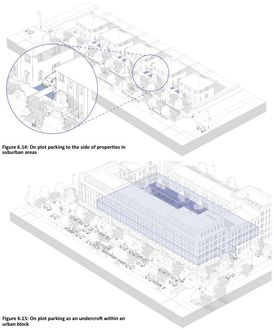 Figure 6.14: On plot parking to the side of properties in
suburban areas
Figure 6.15: On plot parking as an undercroft within an
urban block